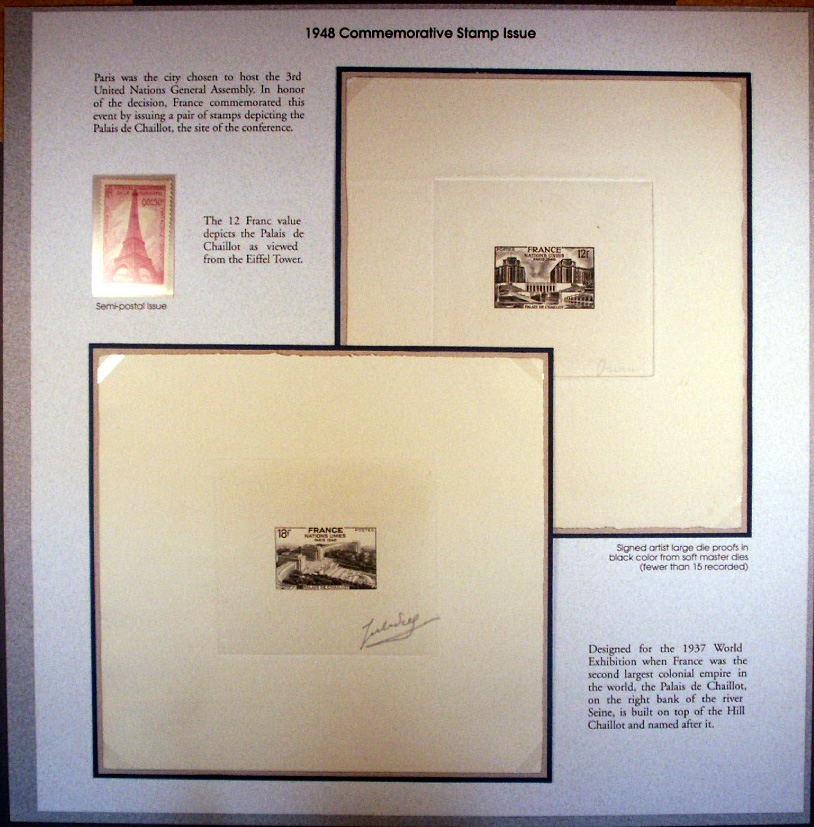 1948 Commemorative Stamp Issue
Paris was the city chosen to host the 3rd
United Nations General Assembly. In honor
of the decision, France commemorated this
event by issuing a pair of stamps depicting the
Palais de Chaillot, the site of the conference.
The 12 Franc value
depicts the Palais de
Chaillot as viewed
from the Eiffel Tower.
Semi-postal Issue
POSTES
FRANCE
12F
NATIONS UNIES
PARIS 1948
PALAIS DE CHAILLOT
18F
FRANCE
POSTES
NATIONS UNIES
PARIS 1948
PALAIS DE CHAILLOT
Signed artist large die proofs in
black color from soft master dies
(fewer than 15 recorded)
Designed for the 1937 World
Exhibition when France was the
second largest colonial empire in
the world, the Palais de Chaillot,
on the right bank of the river
Seine, is built on top of the Hill
Chaillot and named after it.